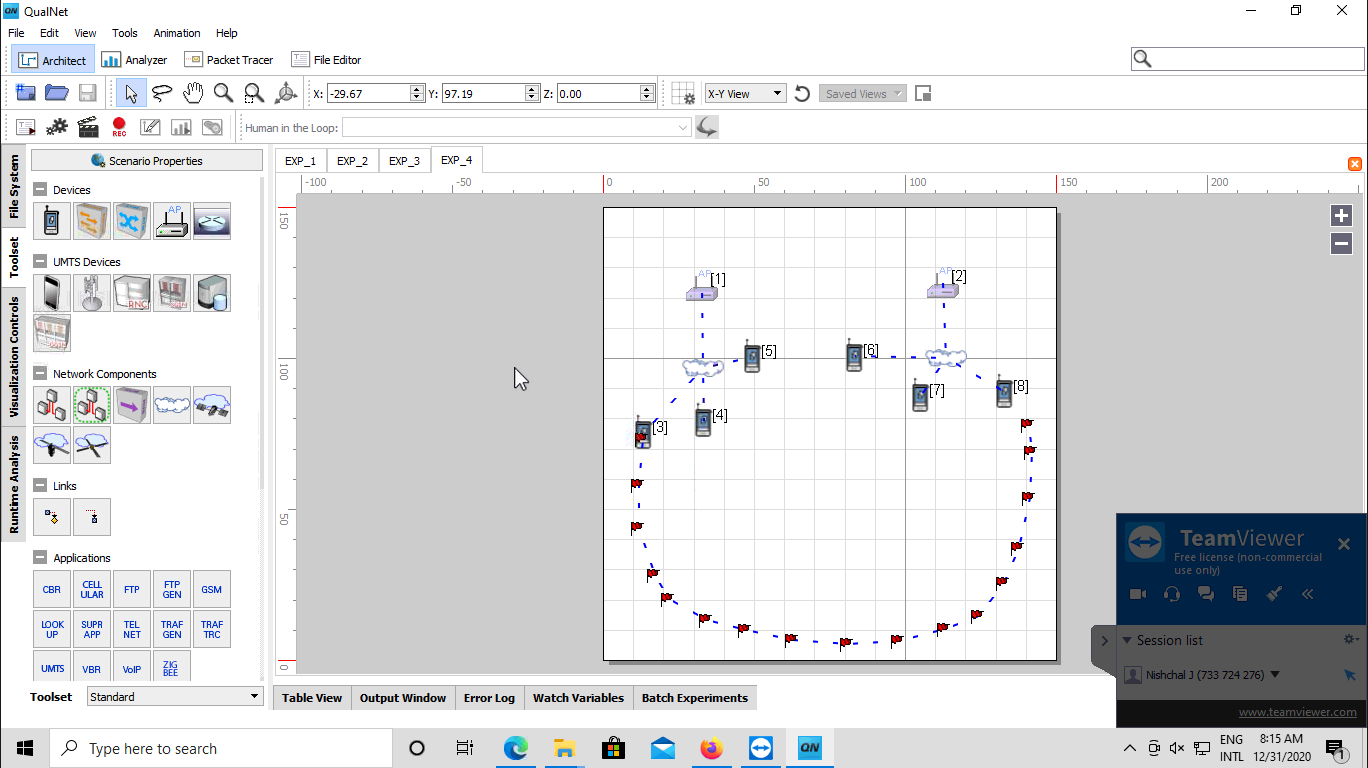 QN QualNet
File Edit View Tools Animation Help
Architect Analyzer Packet Tracer File Editor
X: -29.67 Y: 97.19 Z: 0.00 X-Y View Saved Views
REC Human in the Loop:
File System
Toolset
Visualization Controls
Runtime Analysis
Scenario Properties
Devices
AP
UMTS Devices
RNC
Network Components
Links
Applications
CBR
CELL
ULAR
FTP
FTP
GEN
GSM
LOOK
UP
SUPR
APP
TEL
NET
TRAF
GEN
TRAF
TRC
UMTS
VBR
VoIP
ZIG
BEE
Toolset Standard
EXP_1 EXP_2 EXP_3 EXP_4
-100 -50 0 50 100 150 200
150
100
50
0
AP [1]
AP [2]
[5]
[6]
[7]
[8]
[4]
[3]
Table View Output Window Error Log Watch Variables Batch Experiments
TeamViewer
Free license (non-commercial
use only)
Session list
Nishchal J (733 724 276)
www.teamviewer.com
Type here to search
QN
ENG
INTL
8:15 AM
12/31/2020
1